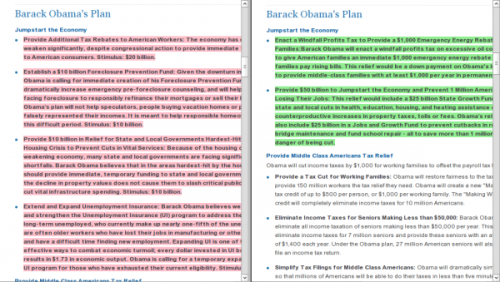 Barack Obama's Plan
Jumpstart the Economy
Provide Additional Tax Rebates to American Workers: The economy has c
weaken significantly, despite congressional action to provide immediate
to American consumers. Stimulus: $20 billion.
Establish a $10 billion Foreclosure Prevention Fund: Given the downturn in
Obama is calling for immediate creation of his Foreclosure Prevention Fun
dramatically increase emergency pre-foreclosure counseling, and will help
facing foreclosure to responsibly refinance their mortgages or sell their h
Obama's plan will not help speculators, people buying vacation homes or p
falsely represented their incomes. It is meant to help responsible homeo
this difficult period. Stimulus: $10 billion.
Provide $10 billion in Relief for State and Local Governments Hardest-Hit
Housing Crisis to Prevent Cuts in Vital Services: Because of the housing c
weakening economy, many state and local governments are facing signific
shortfalls. Barack Obama believes that in the areas hardest-hit by the hou
should provide immediate, temporary funding to state and local government
the decline in property values does not cause them to slash critical public
cut vital infrastructure spending. Stimulus: $10 billion.
Extend and Expand Unemployment Insurance: Barack Obama believes we
and strengthen the Unemployment Insurance (UI) program to address the
long-term unemployed, who currently make up nearly one-fifth of the unem
are often older workers who have lost their jobs in manufacturing or other
and have a difficult time finding new employment. Expanding UI is one of
effective ways to combat economic turmoil; every dollar invested in UI be
results in $1.73 in economic output. Obama is calling for a temporary expa
UI program for those who have exhausted their current eligibility. Stimulus
Provide Middle Class Americans Tax Relief
Barack Obama's Plan
Jumpstart the Economy
Enact a Windfall Profits Tax to Provide a $1,000 Emergency Energy Rebat
Families: Barack Obama will enact a windfall profits tax on excessive oil co
to give American families an immediate $1,000 emergency energy rebate
families pay rising bills. This relief would be a down payment on Obama's l
to provide middle-class families with at least $1,000 per year in permanent
Provide $50 billion to Jumpstart the Economy and Prevent 1 Million Ameri
Losing Their Jobs: This relief would include a $25 billion State Growth Fun
state and local cuts in health, education, housing, and heating assistance o
counterproductive increases in property taxes, tolls or fees. Obama's relie
also include $25 billion in a Jobs and Growth Fund to prevent cutbacks in r
bridge maintenance and fund school repair - all to save more than 1 million
danger of being cut.
Provide Middle Class Americans Tax Relief
Obama will cut income taxes by $1,000 for working families to offset the payroll tax
Provide a Tax Cut for Working Families: Obama will restore fairness to the tax
provide 150 million workers the tax relief they need. Obama will create a new "Ma
tax credit of up to $500 per person, or $1,000 per working family. The "Making W
credit will completely eliminate income taxes for 10 million Americans.
Eliminate Income Taxes for Seniors Making Less than $50,000: Barack Ob
eliminate all income taxation of seniors making less than $50,000 per year. This
eliminate income taxes for 7 million seniors and provide these seniors with an av
of $1,400 each year. Under the Obama plan, 27 million American seniors will also
file an income tax return.
Simplify Tax Filings for Middle Class Americans: Obama will dramatically sim
so that millions of Americans will be able to do their taxes in less than five minute